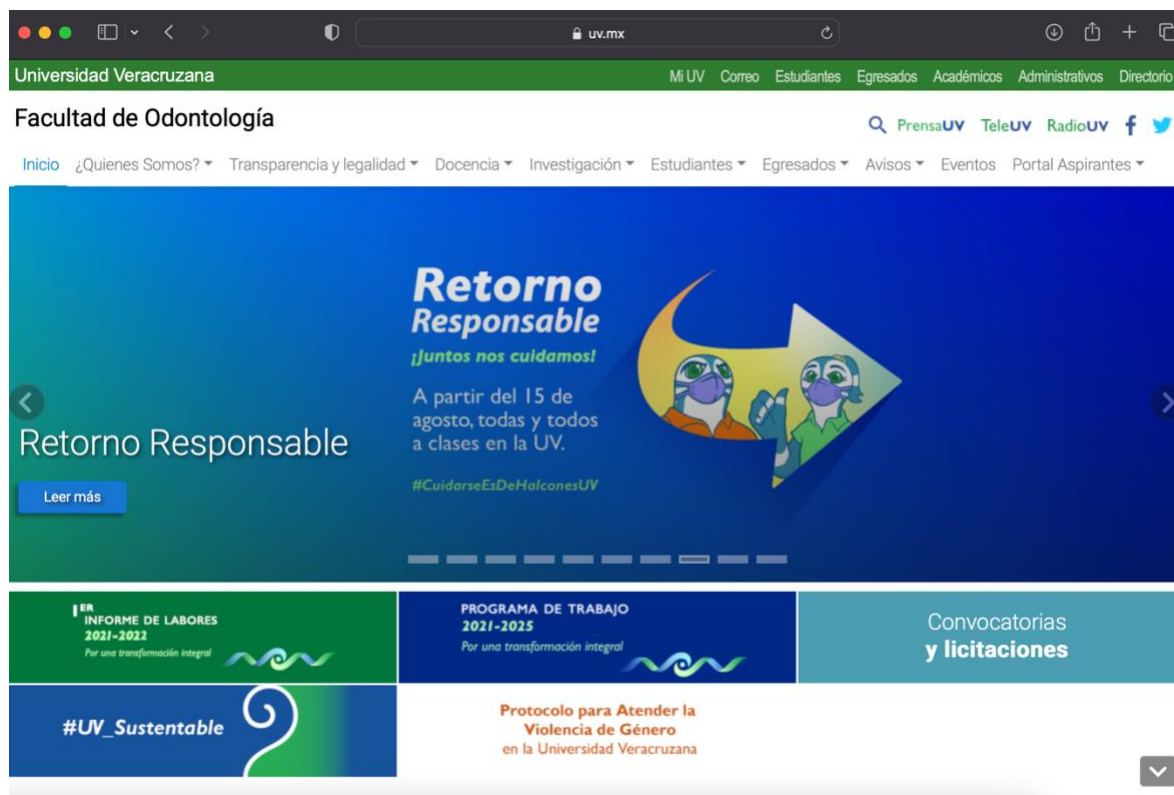 uv.mx
Universidad Veracruzana
Mi UV Correo Estudiantes Egresados Académicos Administrativos Directorio
Facultad de Odontología
PrensaUV TeleUV RadioUV
Inicio ¿Quienes Somos? Transparencia y legalidad Docencia Investigación Estudiantes Egresados Avisos Eventos Portal Aspirantes
Retorno
Responsable
¡Juntos nos cuidamos!
A partir del 15 de
agosto, todas y todos
a clases en la UV.
#CuidarseEsDeHalconesUV
Retorno Responsable
Leer más
1ER
INFORME DE LABORES
2021-2022
Por una transformación integral
PROGRAMA DE TRABAJO
2021-2025
Por una transformación integral
Convocatorias
y licitaciones
#UV_Sustentable
Protocolo para Atender la
Violencia de Género
en la Universidad Veracruzana